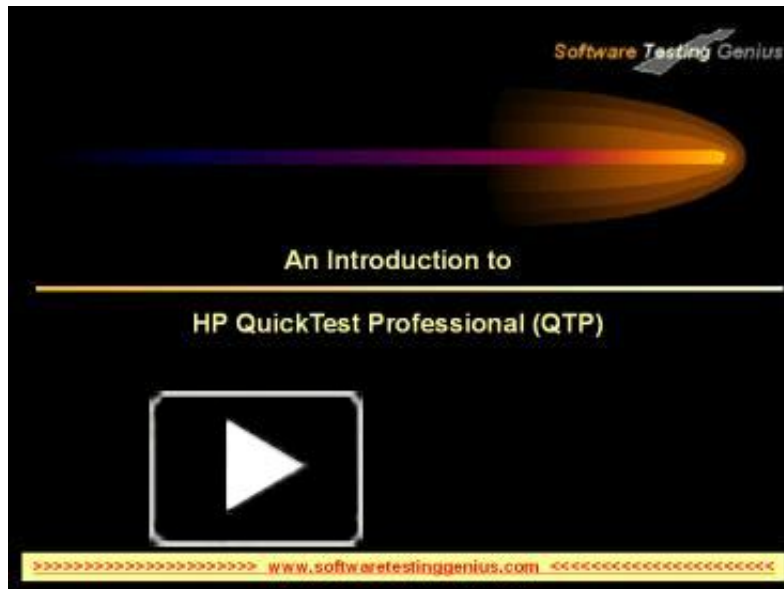 Software Testing Genius
An Introduction to
HP QuickTest Professional (QTP)
>>>>>>>>>>>>>>>>>>>>>> www.softwaretestinggenius.com <<<<<<<<<<<<<<<<<<<<<<